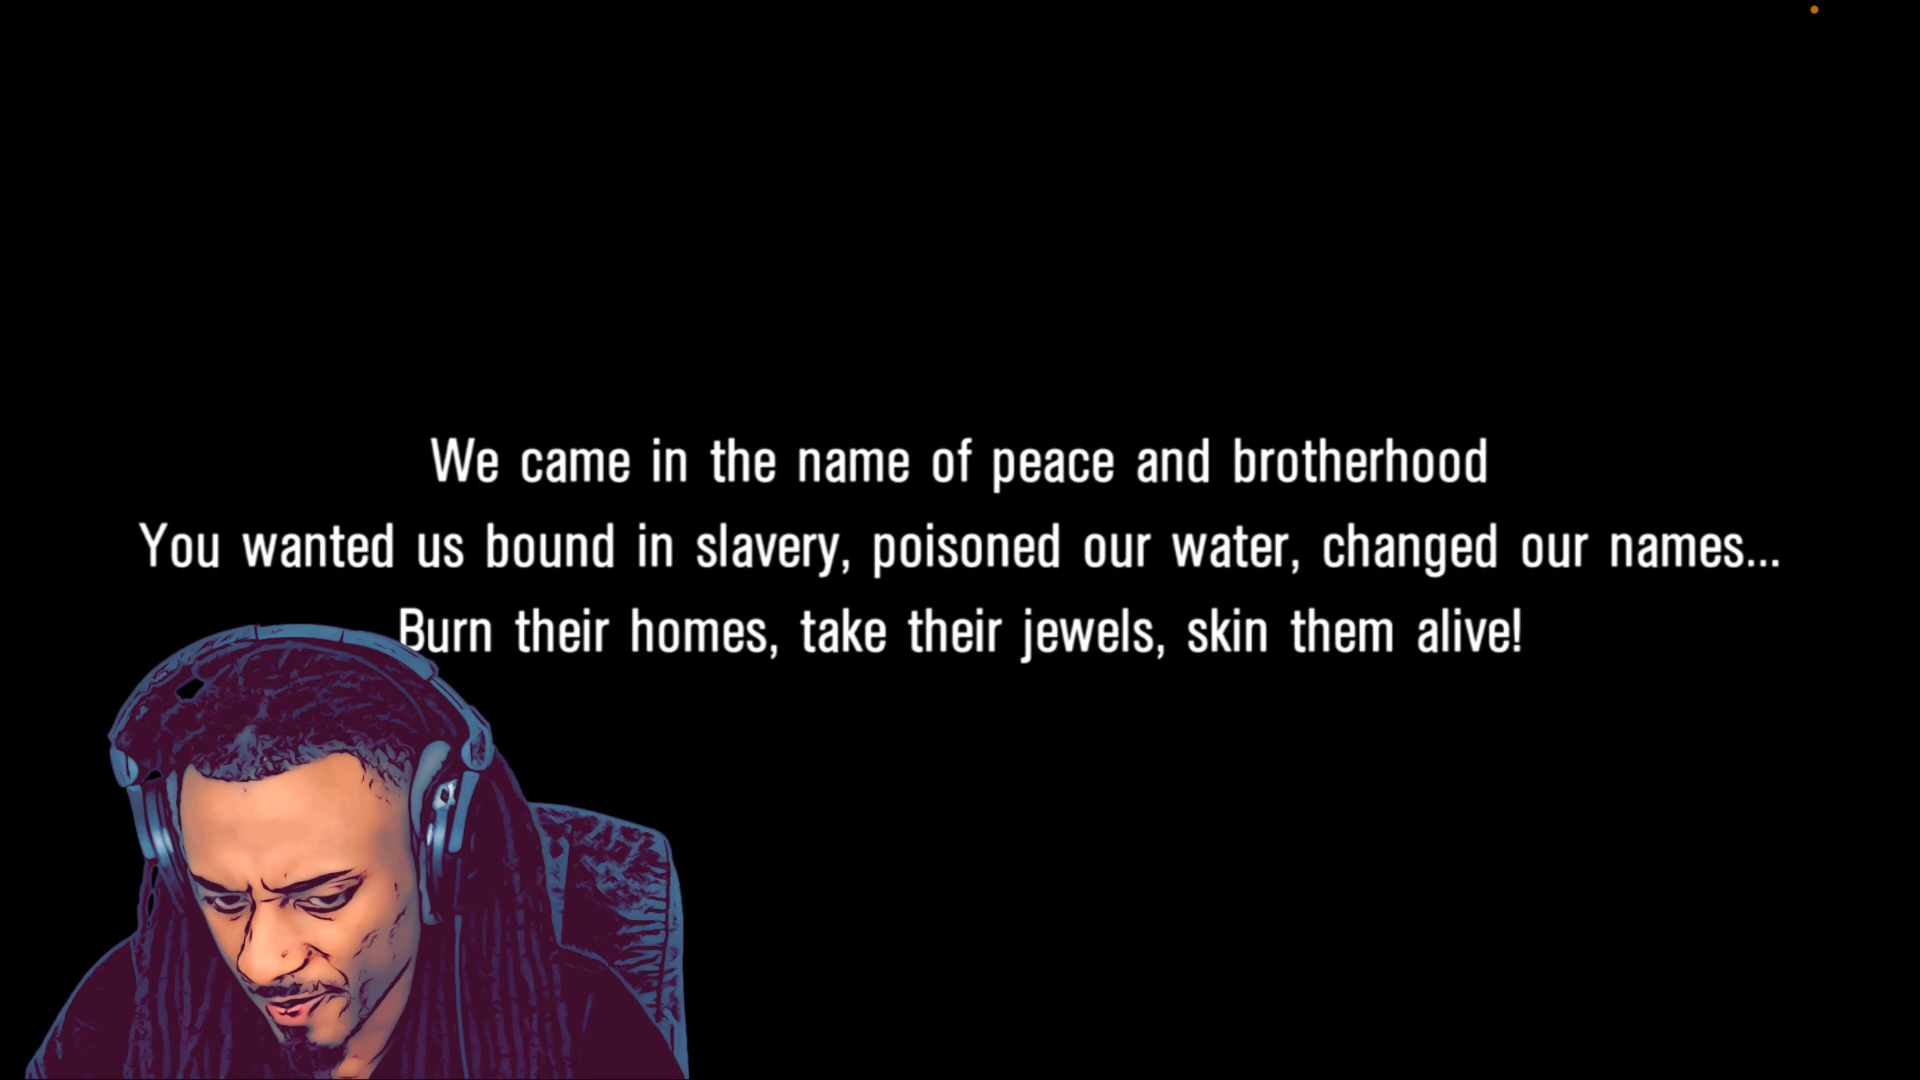 We came in the name of peace and brotherhood
You wanted us bound in slavery, poisoned our water, changed our names...
Burn their homes, take their jewels, skin them alive!